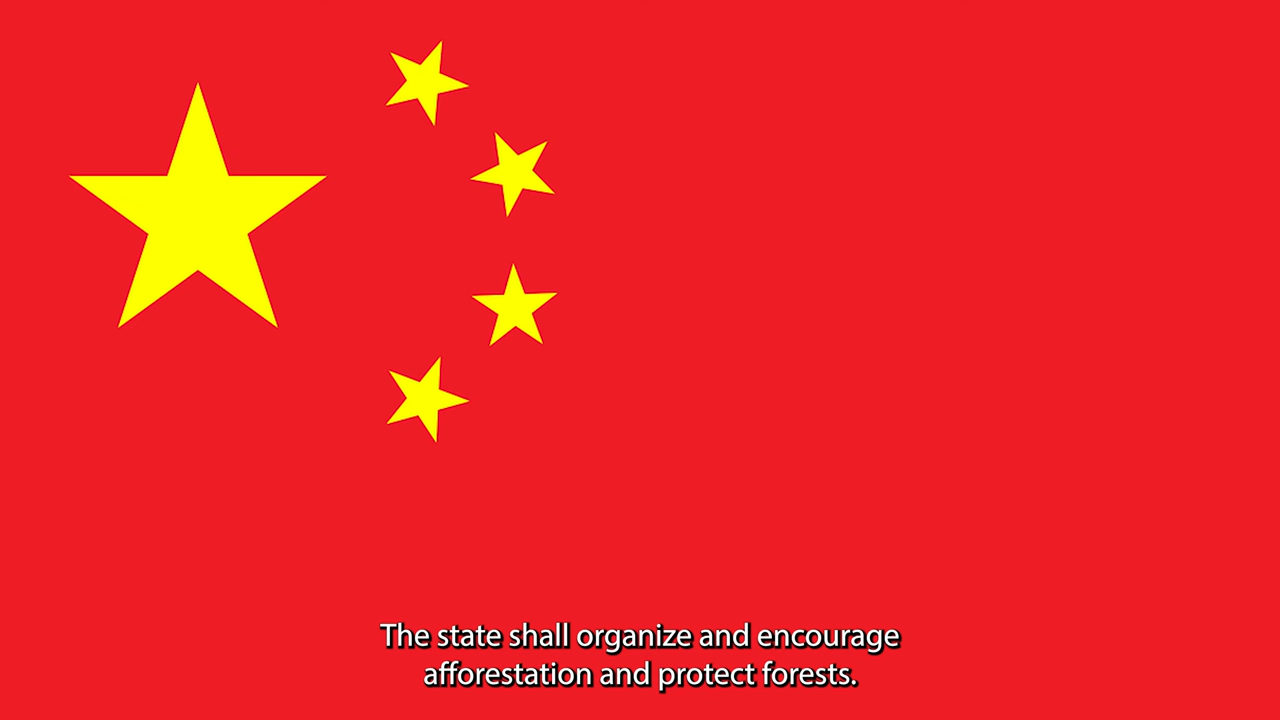 The state shall organize and encourage
afforestation and protect forests.